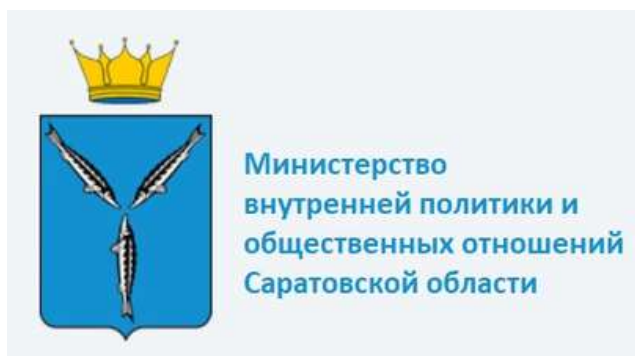 Министерство
внутренней политики и
общественных отношений
Саратовской области